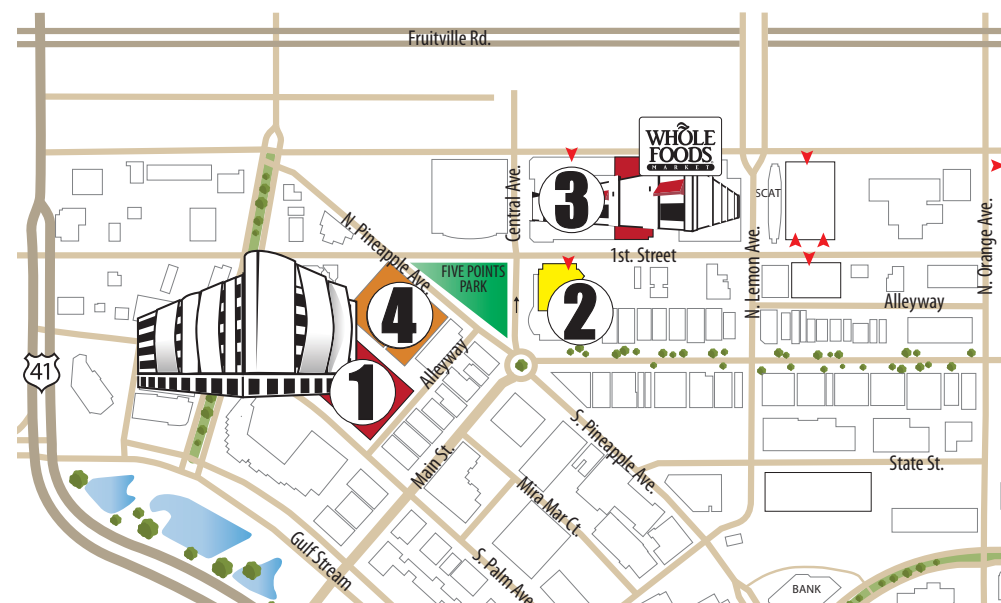 Fruitville Rd.
WHOLE
FOODS
MARKET
Central Ave.
3
SCAT
N. Pineapple Ave.
1st. Street
N. Lemon Ave.
N. Orange Ave.
FIVE POINTS
PARK
4
2
Alleyway
Alleyway
41
1
S. Pineapple Ave.
Main St.
State St.
Mira Mar Ct.
Gulf Stream
S. Palm Ave.
BANK